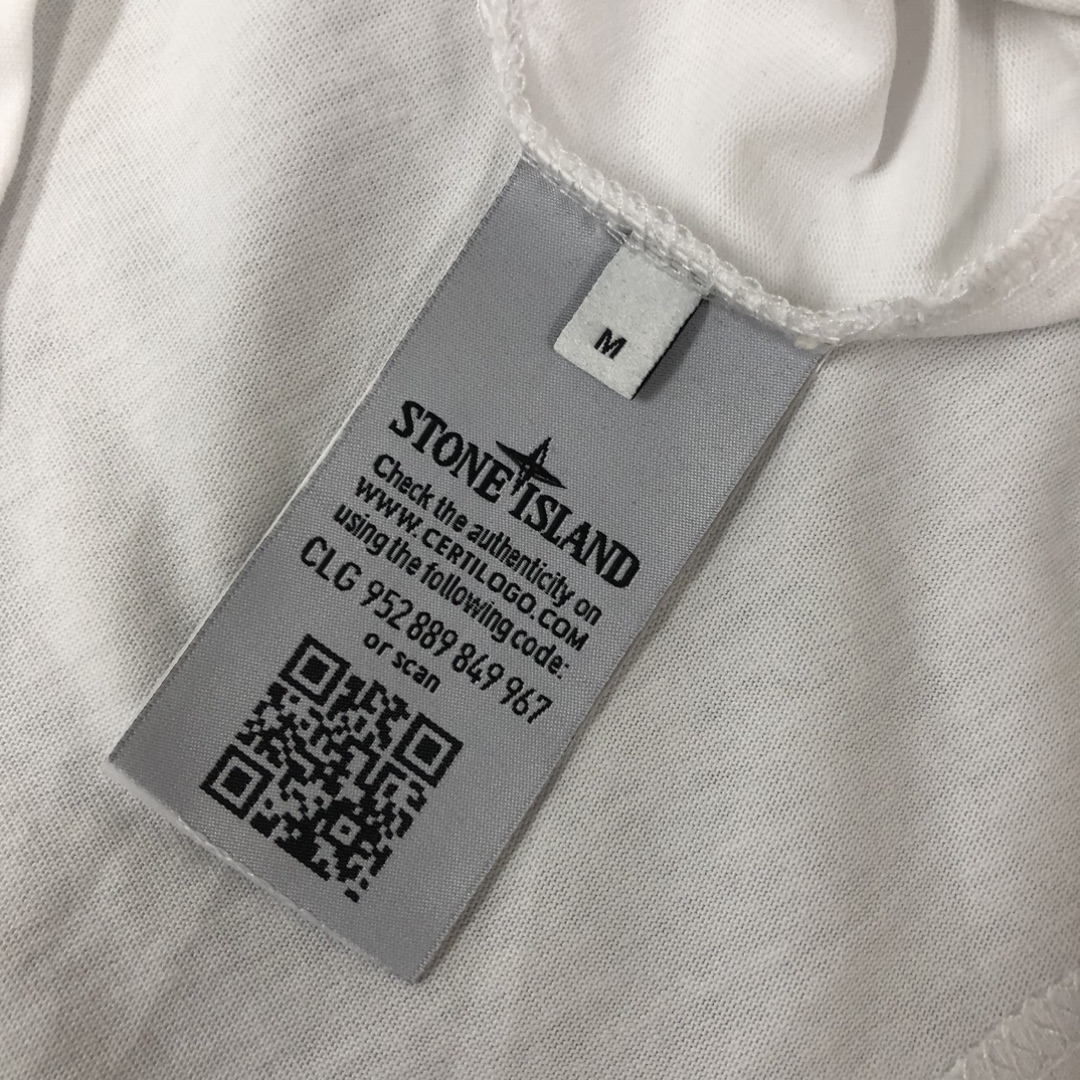 M
STONE ISLAND
Check the authenticity on
WWW.CERTILOGO.COM
using the following code:
CLG 952 889 849 967
or scan